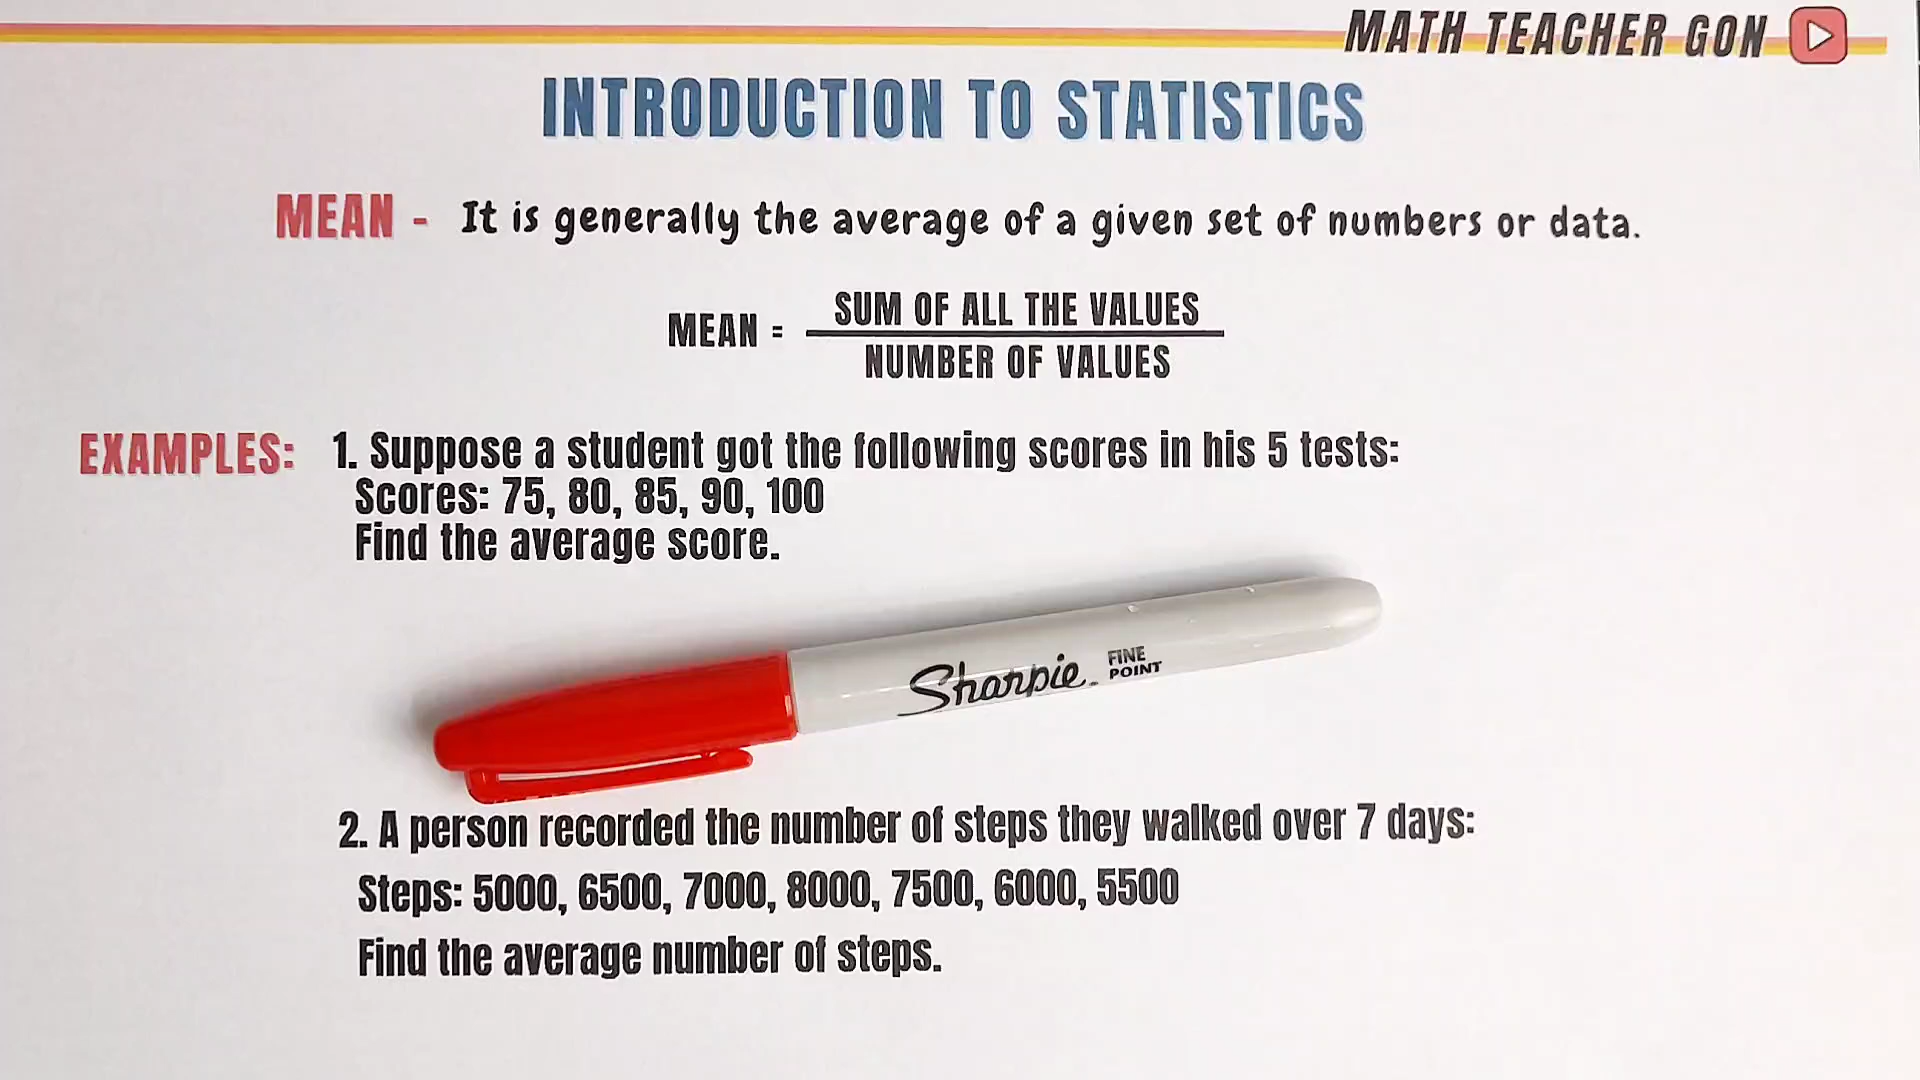 MATH TEACHER GON
INTRODUCTION TO STATISTICS
MEAN - It is generally the average of a given set of numbers or data.
MEAN = SUM OF ALL THE VALUES
NUMBER OF VALUES
EXAMPLES: 1. Suppose a student got the following scores in his 5 tests:
Scores: 75, 80, 85, 90, 100
Find the average score.
Sharpie. FINE
POINT
2. A person recorded the number of steps they walked over 7 days:
Steps: 5000, 6500, 7000, 8000, 7500, 6000, 5500
Find the average number of steps.